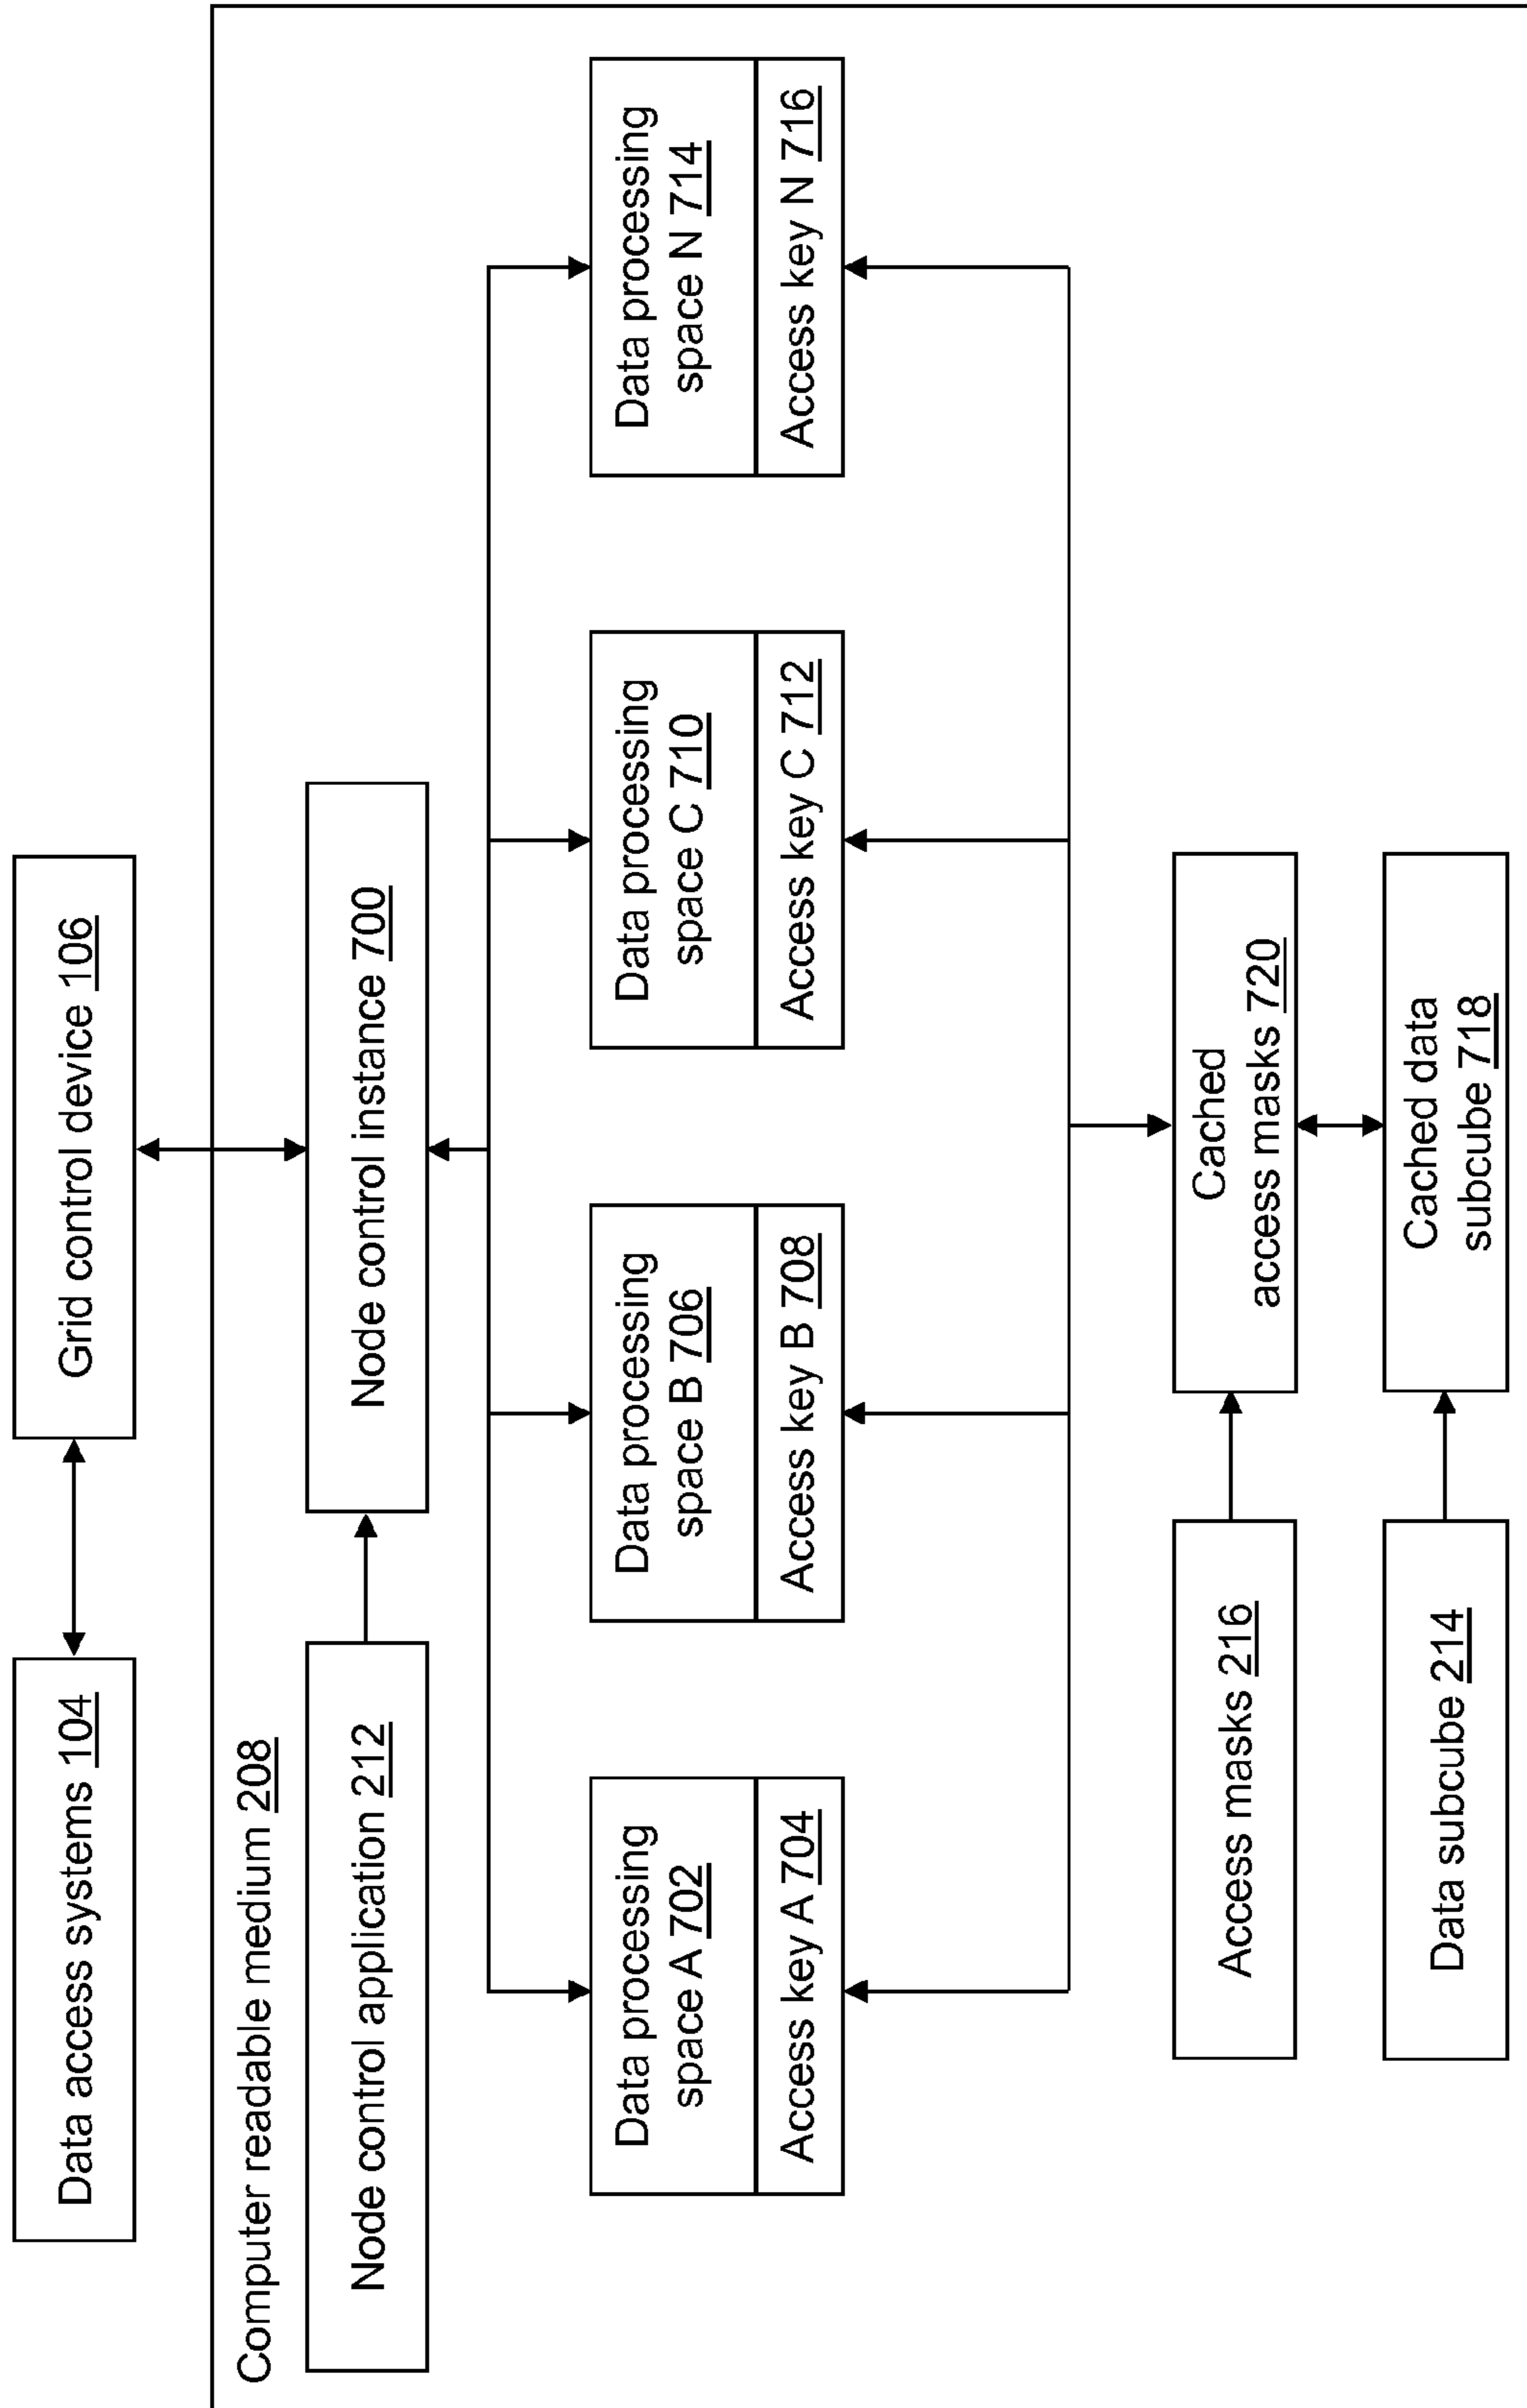 Data access systems 104
Grid control device 106
Computer readable medium 208
Node control application 212
Node control instance 700
Data processing
space A 702
Access key A 704
Data processing
space B 706
Access key B 708
Data processing
space C 710
Access key C 712
Data processing
space N 714
Access key N 716
Access masks 216
Cached
access masks 720
Data subcube 214
Cached data
subcube 718